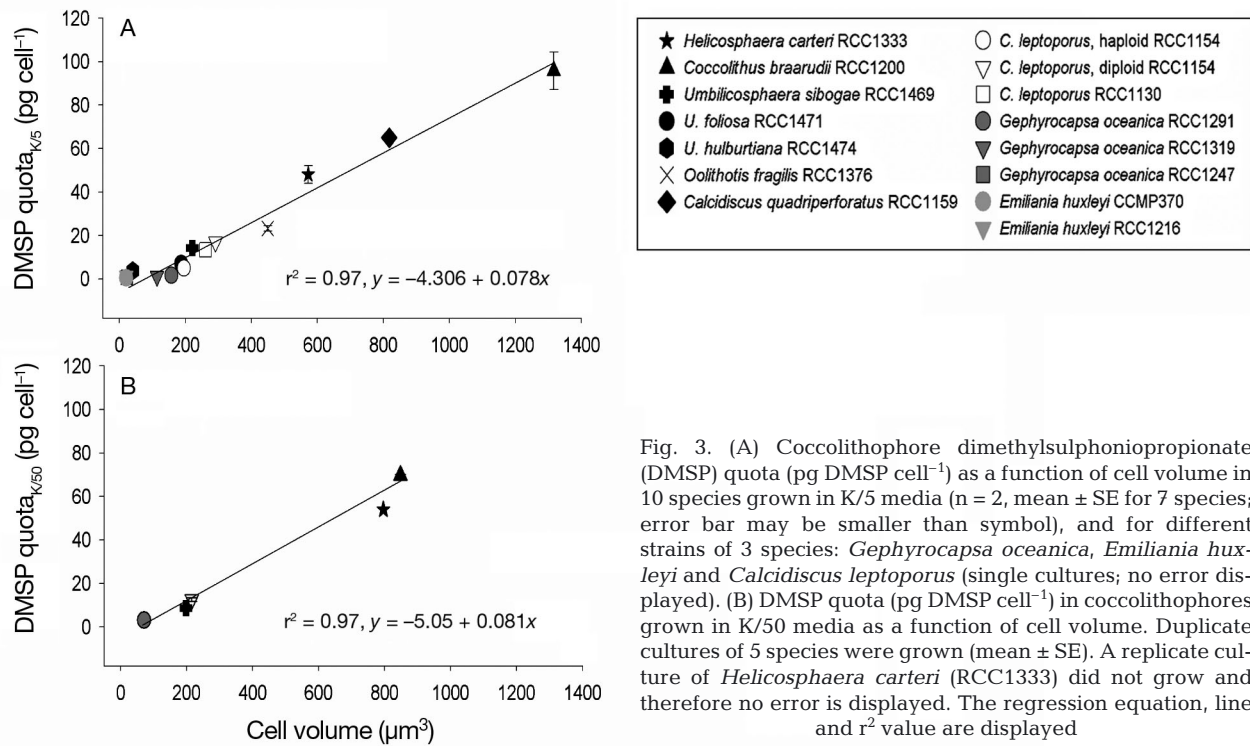 A
DMSP quota_{K/5} (pg cell⁻¹)
120
100
80
60
40
20
0
r² = 0.97, y = −4.306 + 0.078x
0 200 400 600 800 1000 1200 1400
B
DMSP quota_{K/50} (pg cell⁻¹)
120
100
80
60
40
20
0
r² = 0.97, y = −5.05 + 0.081x
0 200 400 600 800 1000 1200 1400
Cell volume (µm³)
Helicosphaera carteri RCC1333
Coccolithus braarudii RCC1200
Umbilicosphaera sibogae RCC1469
U. foliosa RCC1471
U. hulburtiana RCC1474
Oolithotis fragilis RCC1376
Calcidiscus quadriperforatus RCC1159
C. leptoporus, haploid RCC1154
C. leptoporus, diploid RCC1154
C. leptoporus RCC1130
Gephyrocapsa oceanica RCC1291
Gephyrocapsa oceanica RCC1319
Gephyrocapsa oceanica RCC1247
Emiliania huxleyi CCMP370
Emiliania huxleyi RCC1216
Fig. 3. (A) Coccolithophore dimethylsulphoniopropionate
(DMSP) quota (pg DMSP cell⁻¹) as a function of cell volume in
10 species grown in K/5 media (n = 2, mean ± SE for 7 species;
error bar may be smaller than symbol), and for different
strains of 3 species: Gephyrocapsa oceanica, Emiliania hux-
leyi and Calcidiscus leptoporus (single cultures; no error dis-
played). (B) DMSP quota (pg DMSP cell⁻¹) in coccolithophores
grown in K/50 media as a function of cell volume. Duplicate
cultures of 5 species were grown (mean ± SE). A replicate cul-
ture of Helicosphaera carteri (RCC1333) did not grow and
therefore no error is displayed. The regression equation, line
and r² value are displayed